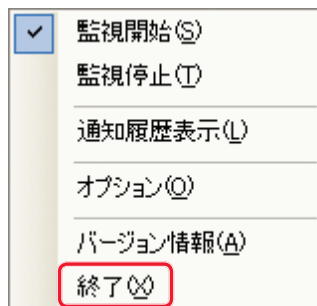 監視開始(S)
監視停止(T)
通知履歴表示(L)
オプション(O)
バージョン情報(A)
終了(X)